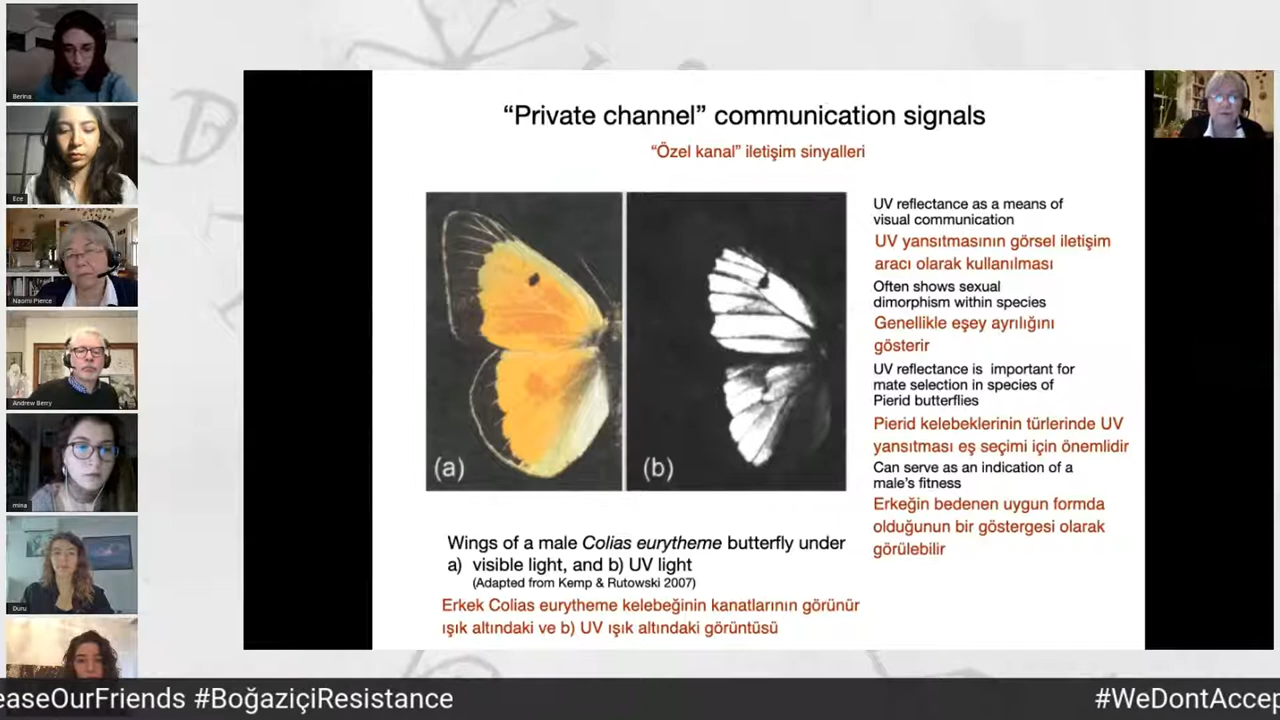 Berina
Ece
Naomi Pierce
Andrew Berry
mina
Duru
“Private channel” communication signals
“Özel kanal” iletişim sinyalleri
(a)
(b)
UV reflectance as a means of
visual communication
UV yansıtmasının görsel iletişim
aracı olarak kullanılması
Often shows sexual
dimorphism within species
Genellikle eşey ayrılığını
gösterir
UV reflectance is important for
mate selection in species of
Pierid butterflies
Pierid kelebeklerinin türlerinde UV
yansıtması eş seçimi için önemlidir
Can serve as an indication of a
male’s fitness
Erkeğin bedenen uygun formda
olduğunun bir göstergesi olarak
görülebilir
Wings of a male Colias eurytheme butterfly under
a) visible light, and b) UV light
(Adapted from Kemp & Rutowski 2007)
Erkek Colias eurytheme kelebeğinin kanatlarının görünür
ışık altındaki ve b) UV ışık altındaki görüntüsü
easeOurFriends #BoğaziçiResistance
#WeDontAccep